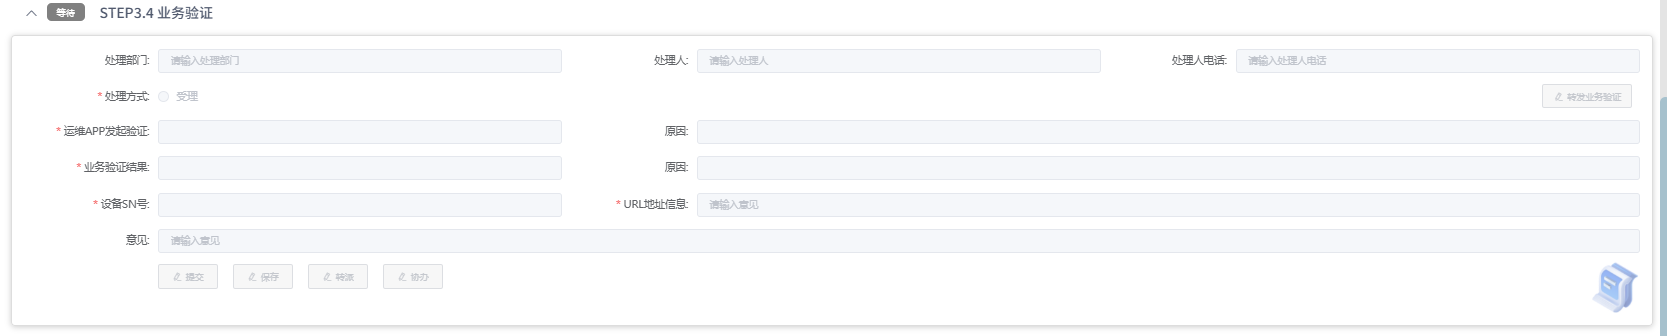 等待 STEP3.4 业务验证
处理部门: 请输入处理部门 处理人: 请输入处理人 处理人电话: 请输入处理人电话
* 处理方式: 受理 转发业务验证
* 运维APP发起验证: 原因:
* 业务验证结果: 原因:
* 设备SN号: * URL地址信息: 请输入意见
意见: 请输入意见
提交 保存 转派 协办